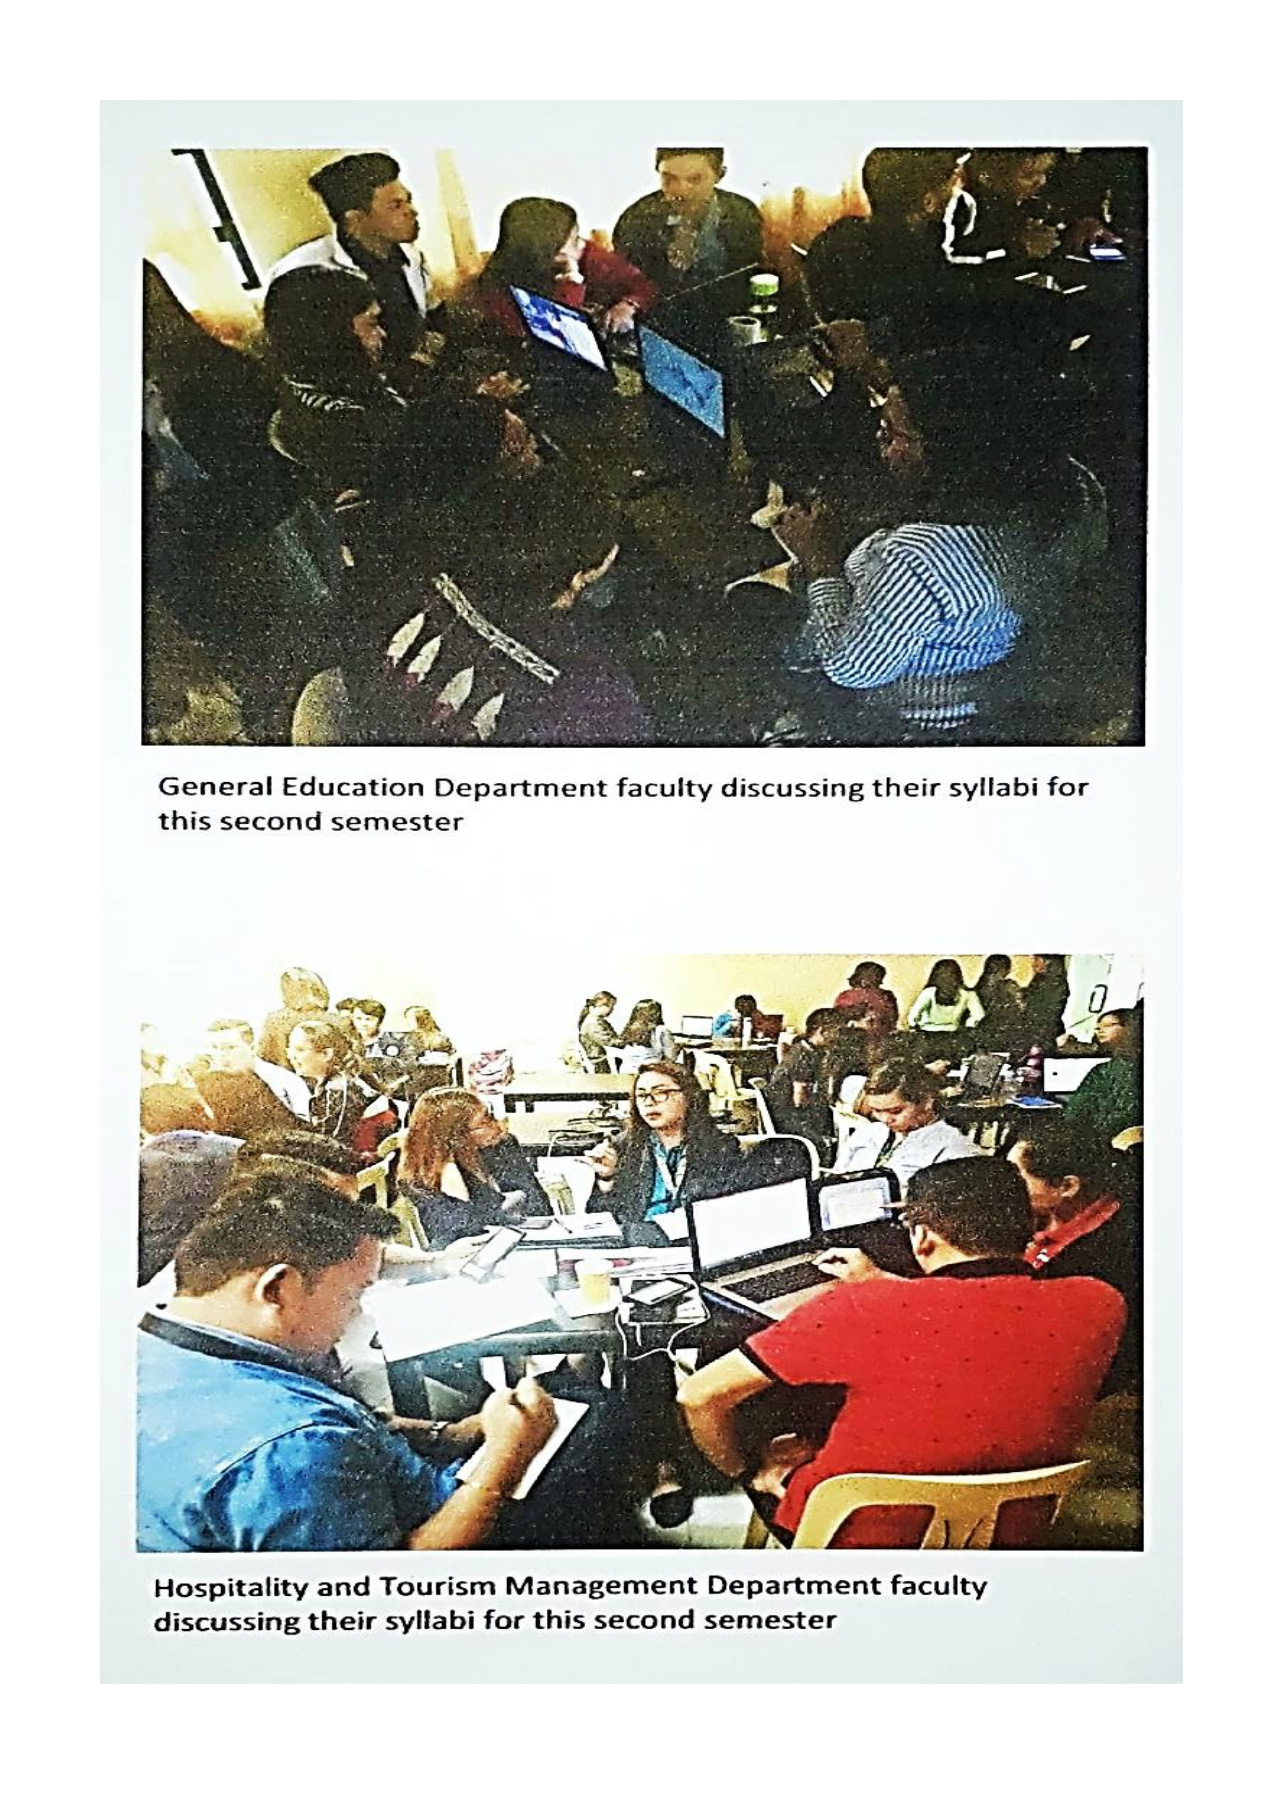 General Education Department faculty discussing their syllabi for
this second semester
Hospitality and Tourism Management Department faculty
discussing their syllabi for this second semester